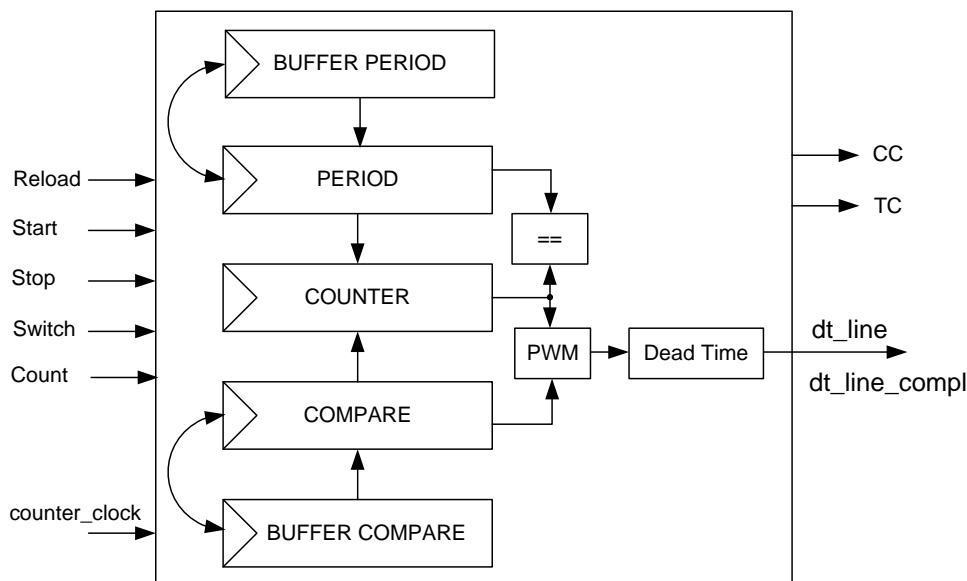 BUFFER PERIOD
PERIOD
CC
Reload
TC
Start
==
Stop
COUNTER
Switch
PWM
Dead Time
dt_line
Count
dt_line_compl
COMPARE
counter_clock
BUFFER COMPARE